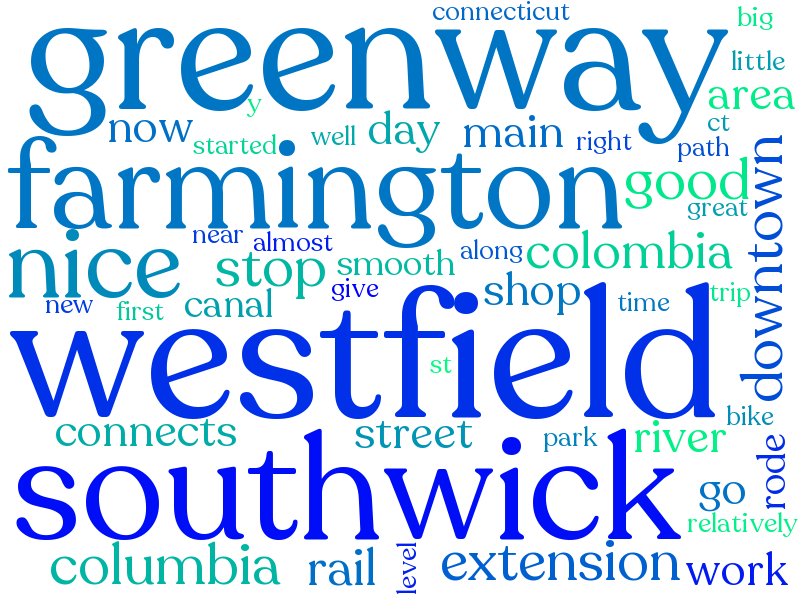 connecticut big
greenway
little
area
y
now started well day main right ct path
farmington
good
great
downtown
near almost along
nice stop smooth colombia
new first canal give shop time trip
westfield
st
bike
connects street park river
southwick
rode
go
relatively
columbia rail level extension work